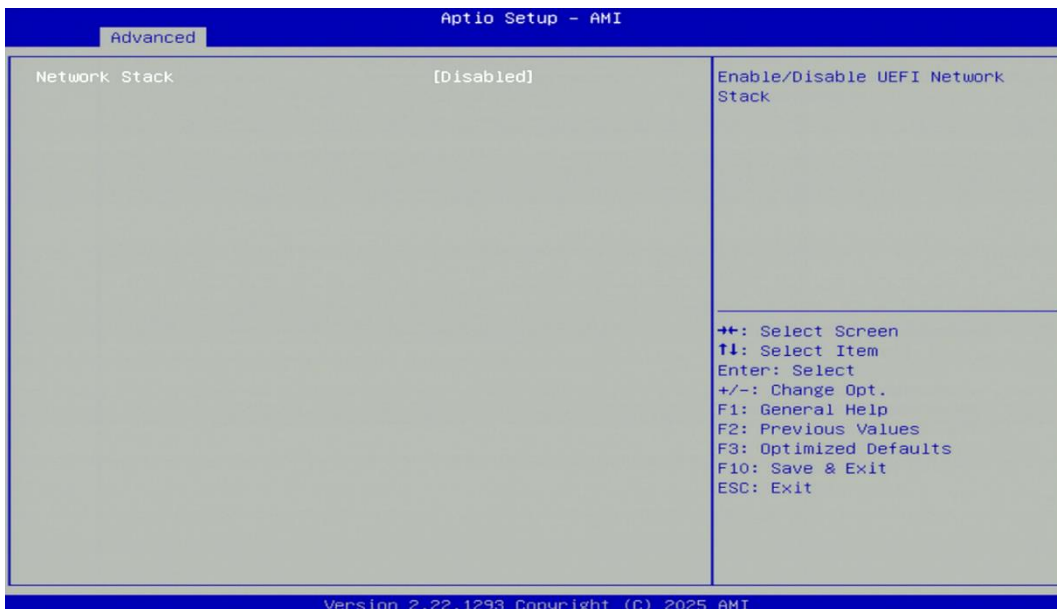 Aptio Setup - AMI
Advanced
Network Stack [Disabled]
Enable/Disable UEFI Network
Stack
→←: Select Screen
↑↓: Select Item
Enter: Select
+/-: Change Opt.
F1: General Help
F2: Previous Values
F3: Optimized Defaults
F10: Save & Exit
ESC: Exit
Version 2.22.1293 Copyright (C) 2025 AMI